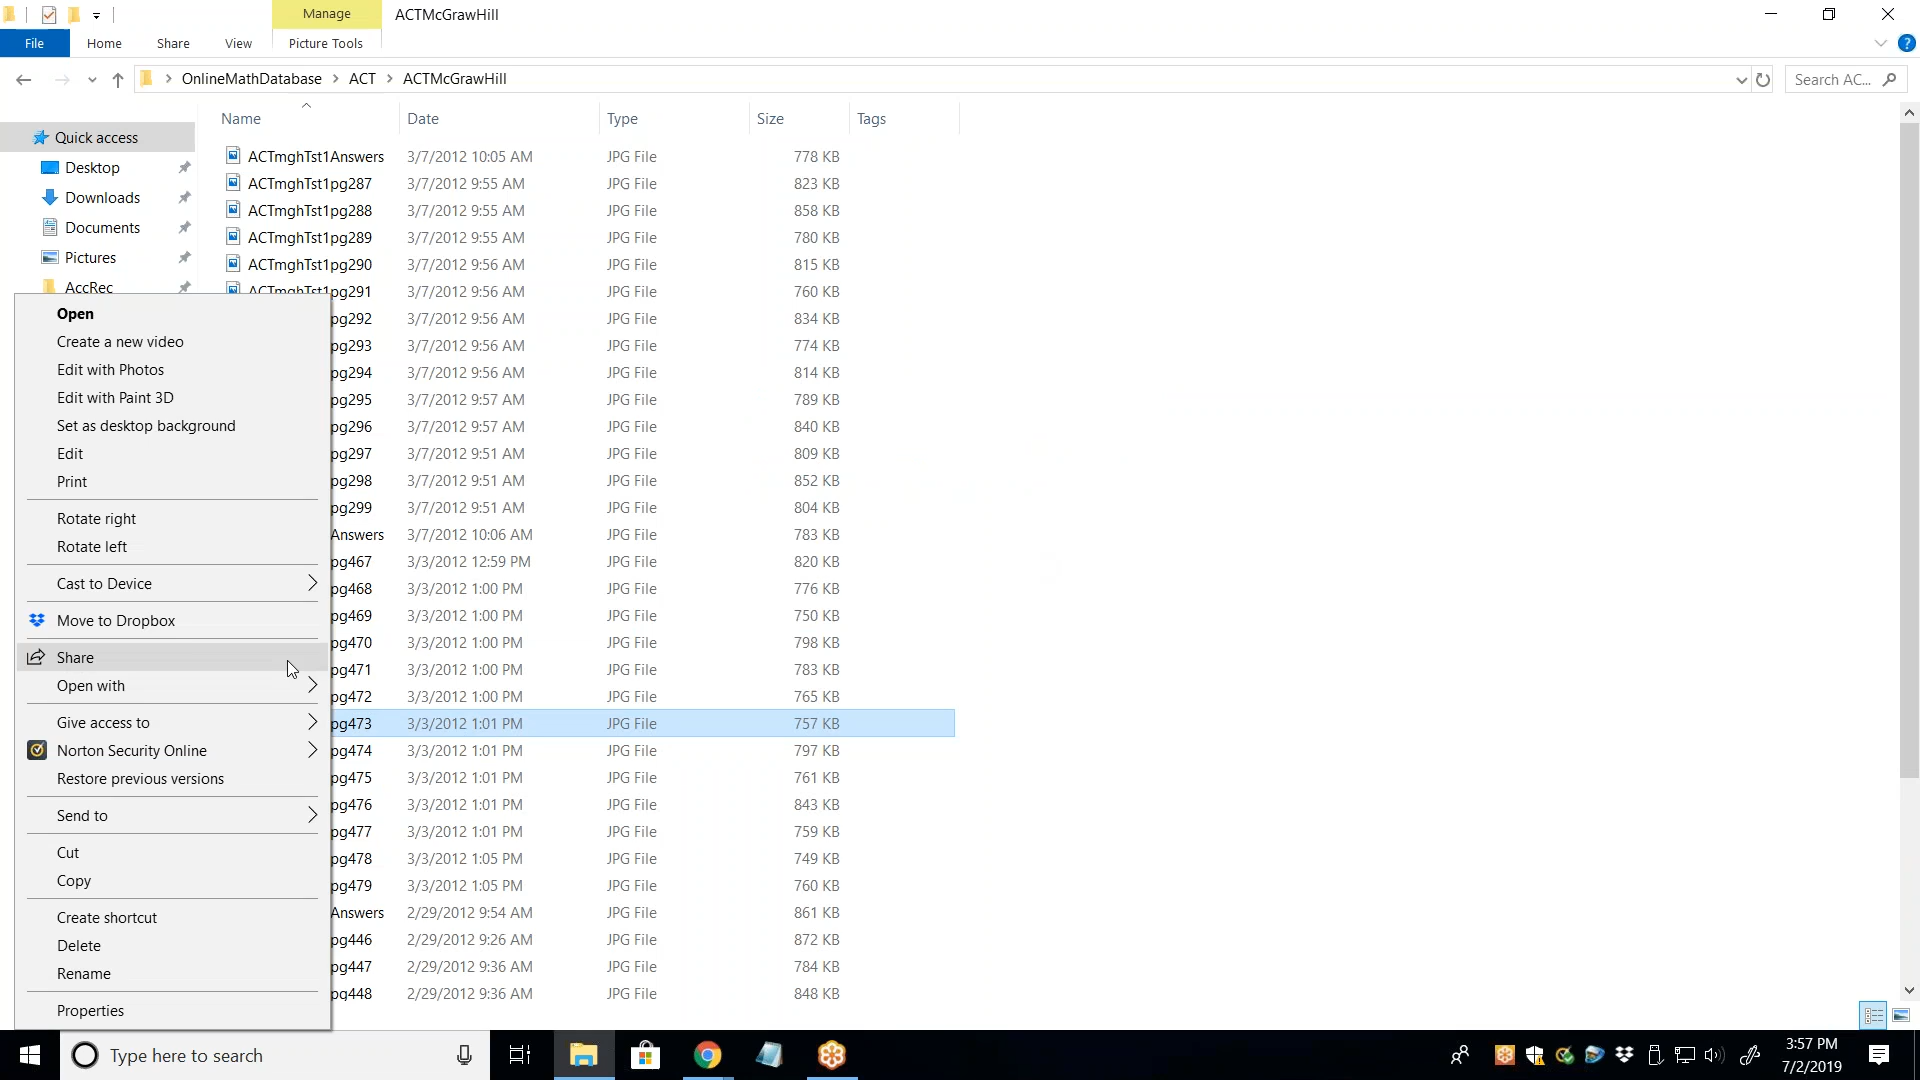 Manage
ACTMcGrawHill
File
Home
Share
View
Picture Tools
?
OnlineMathDatabase > ACT > ACTMcGrawHill
Search AC...
Name
Date
Type
Size
Tags
Quick access
Desktop
Downloads
Documents
Pictures
AccRec
ACTmghTst1Answers 3/7/2012 10:05 AM JPG File 778 KB
ACTmghTst1pg287 3/7/2012 9:55 AM JPG File 823 KB
ACTmghTst1pg288 3/7/2012 9:55 AM JPG File 858 KB
ACTmghTst1pg289 3/7/2012 9:55 AM JPG File 780 KB
ACTmghTst1pg290 3/7/2012 9:56 AM JPG File 815 KB
ACTmghTst1pg291 3/7/2012 9:56 AM JPG File 760 KB
pg292 3/7/2012 9:56 AM JPG File 834 KB
pg293 3/7/2012 9:56 AM JPG File 774 KB
pg294 3/7/2012 9:56 AM JPG File 814 KB
pg295 3/7/2012 9:57 AM JPG File 789 KB
pg296 3/7/2012 9:57 AM JPG File 840 KB
pg297 3/7/2012 9:51 AM JPG File 809 KB
pg298 3/7/2012 9:51 AM JPG File 852 KB
pg299 3/7/2012 9:51 AM JPG File 804 KB
Answers 3/7/2012 10:06 AM JPG File 783 KB
pg467 3/3/2012 12:59 PM JPG File 820 KB
pg468 3/3/2012 1:00 PM JPG File 776 KB
pg469 3/3/2012 1:00 PM JPG File 750 KB
pg470 3/3/2012 1:00 PM JPG File 798 KB
pg471 3/3/2012 1:00 PM JPG File 783 KB
pg472 3/3/2012 1:00 PM JPG File 765 KB
pg473 3/3/2012 1:01 PM JPG File 757 KB
pg474 3/3/2012 1:01 PM JPG File 797 KB
pg475 3/3/2012 1:01 PM JPG File 761 KB
pg476 3/3/2012 1:01 PM JPG File 843 KB
pg477 3/3/2012 1:01 PM JPG File 759 KB
pg478 3/3/2012 1:05 PM JPG File 749 KB
pg479 3/3/2012 1:05 PM JPG File 760 KB
Answers 2/29/2012 9:54 AM JPG File 861 KB
pg446 2/29/2012 9:26 AM JPG File 872 KB
pg447 2/29/2012 9:36 AM JPG File 784 KB
pg448 2/29/2012 9:36 AM JPG File 848 KB
Open
Create a new video
Edit with Photos
Edit with Paint 3D
Set as desktop background
Edit
Print
Rotate right
Rotate left
Cast to Device
Move to Dropbox
Share
Open with
Give access to
Norton Security Online
Restore previous versions
Send to
Cut
Copy
Create shortcut
Delete
Rename
Properties
Type here to search
3:57 PM
7/2/2019